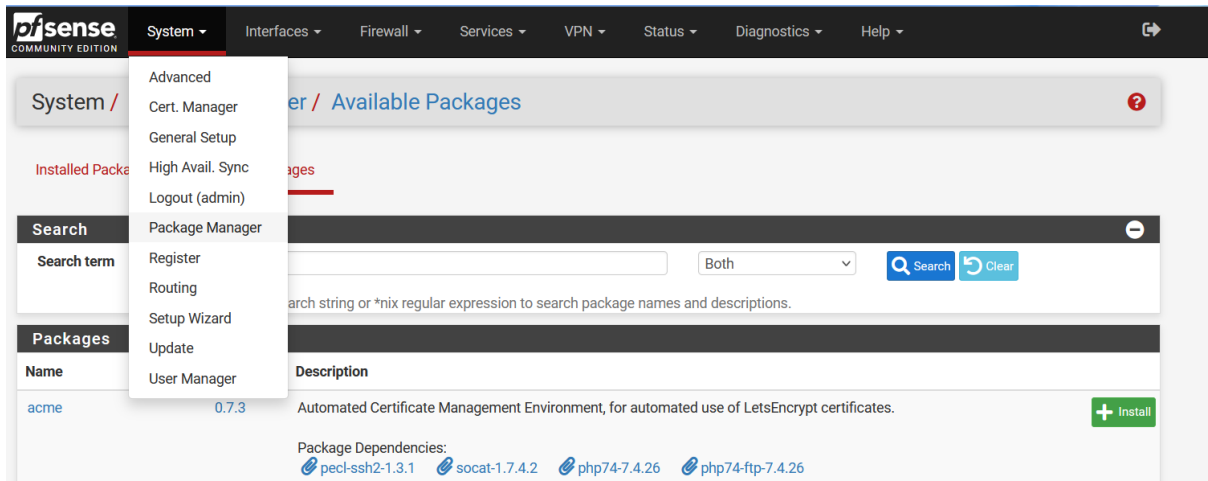 pfsense System Interfaces Firewall Services VPN Status Diagnostics Help
COMMUNITY EDITION
Advanced
System / er / Available Packages
Cert. Manager
General Setup
High Avail. Sync
Installed Packa ages
Logout (admin)
Package Manager
Search
Register
Search term Both Search Clear
Routing
arch string or *nix regular expression to search package names and descriptions.
Setup Wizard
Packages
Update
Name Description
User Manager
acme 0.7.3 Automated Certificate Management Environment, for automated use of LetsEncrypt certificates. Install
Package Dependencies:
pecl-ssh2-1.3.1 socat-1.7.4.2 php74-7.4.26 php74-ftp-7.4.26